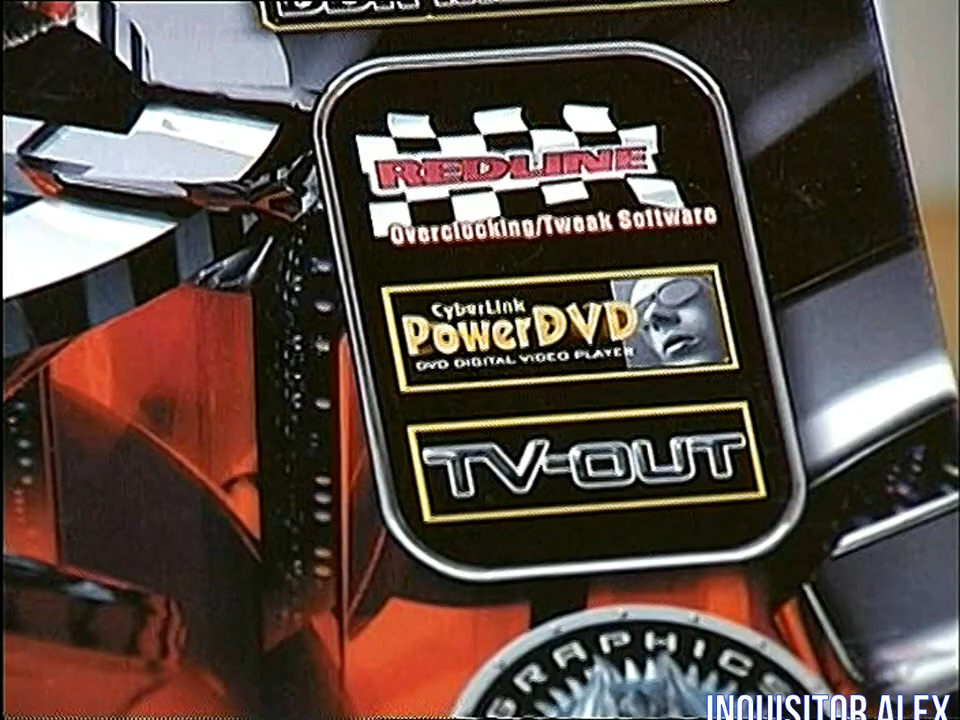 REDLINE
Overclocking/Tweak Software
CyberLink
PowerDVD
DVD DIGITAL VIDEO PLAYER
TV-OUT
GRAPHICS
INQUISITOR ALEX